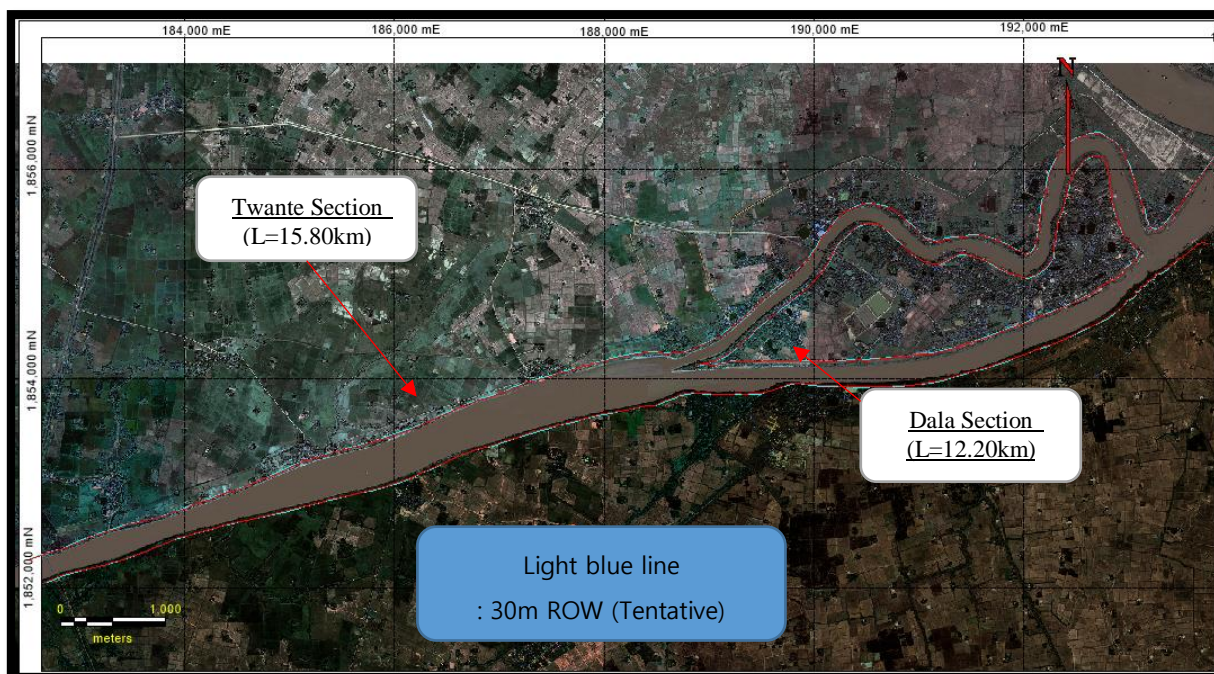 184,000 mE
186,000 mE
188,000 mE
190,000 mE
192,000 mE
N
1,856,000 mN
Twante Section
(L=15.80km)
1,854,000 mN
Dala Section
(L=12.20km)
Light blue line
: 30m ROW (Tentative)
1,852,000 mN
0 1,000
meters